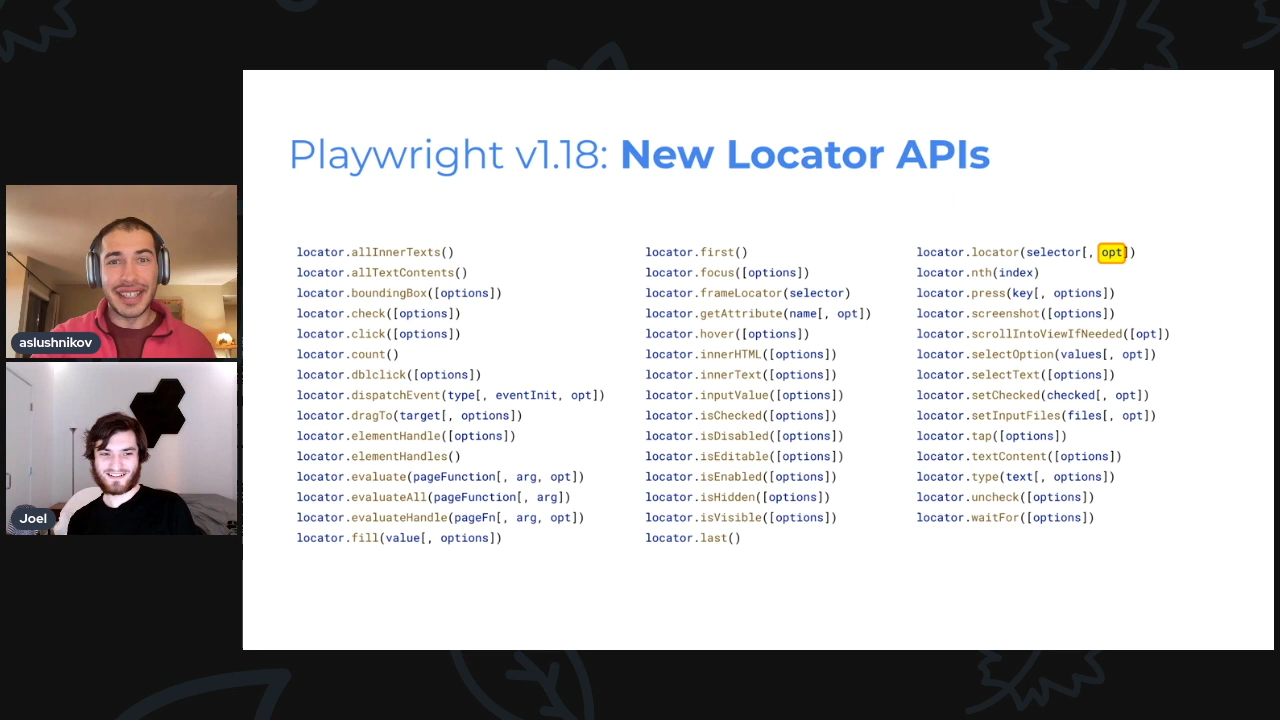 Playwright v1.18: New Locator APIs
locator.allInnerTexts()
locator.allTextContents()
locator.boundingBox([options])
locator.check([options])
locator.click([options])
locator.count()
locator.dblclick([options])
locator.dispatchEvent(type[, eventInit, opt])
locator.dragTo(target[, options])
locator.elementHandle([options])
locator.elementHandles()
locator.evaluate(pageFunction[, arg, opt])
locator.evaluateAll(pageFunction[, arg])
locator.evaluateHandle(pageFn[, arg, opt])
locator.fill(value[, options])
locator.first()
locator.focus([options])
locator.frameLocator(selector)
locator.getAttribute(name[, opt])
locator.hover([options])
locator.innerHTML([options])
locator.innerText([options])
locator.inputValue([options])
locator.isChecked([options])
locator.isDisabled([options])
locator.isEditable([options])
locator.isEnabled([options])
locator.isHidden([options])
locator.isVisible([options])
locator.last()
locator.locator(selector[, opt])
locator.nth(index)
locator.press(key[, options])
locator.screenshot([options])
locator.scrollIntoViewIfNeeded([opt])
locator.selectOption(values[, opt])
locator.selectText([options])
locator.setChecked(checked[, opt])
locator.setInputFiles(files[, opt])
locator.tap([options])
locator.textContent([options])
locator.type(text[, options])
locator.uncheck([options])
locator.waitFor([options])
aslushnikov
Joel